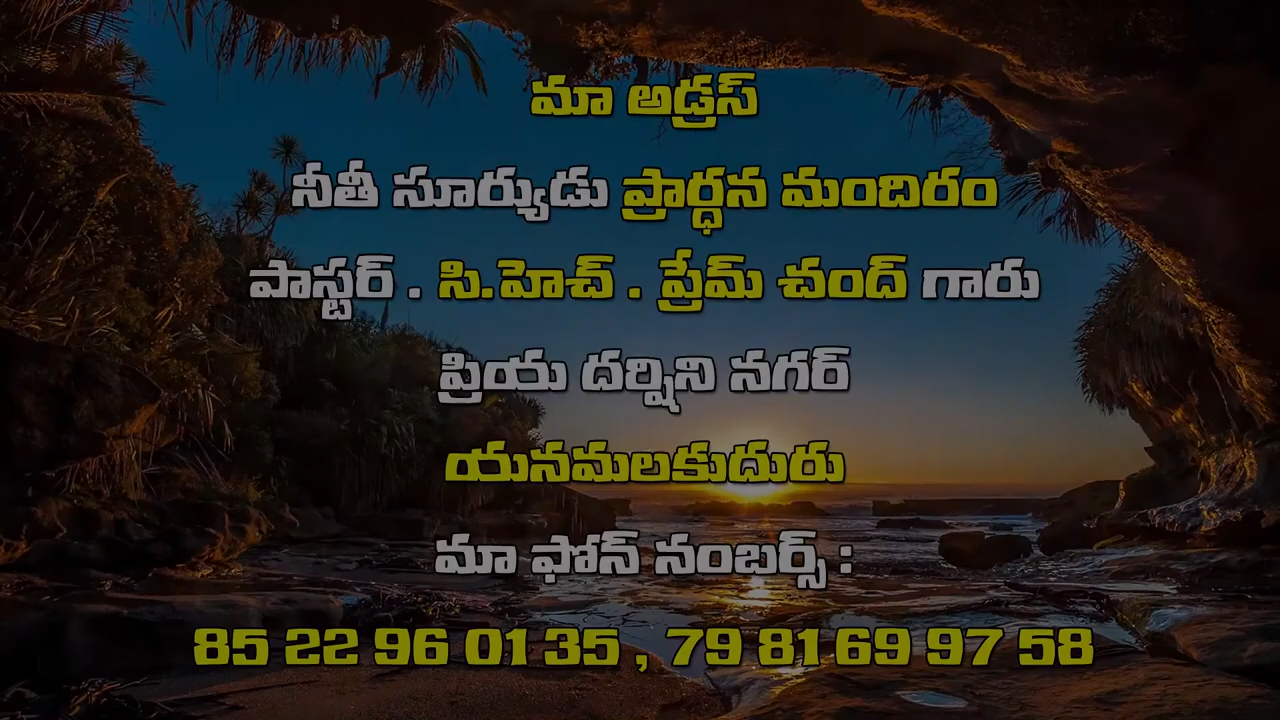 మా అడ్రస్
నీతీ సూర్యుడు ప్రార్ధన మందిరం
పాస్టర్ . సి.హెచ్ . ప్రేమ్ చంద్ గారు
ప్రియ దర్శిని నగర్
యనమలకుదురు
మా ఫోన్ నంబర్స్ :
85 22 96 01 35 , 79 81 69 97 58